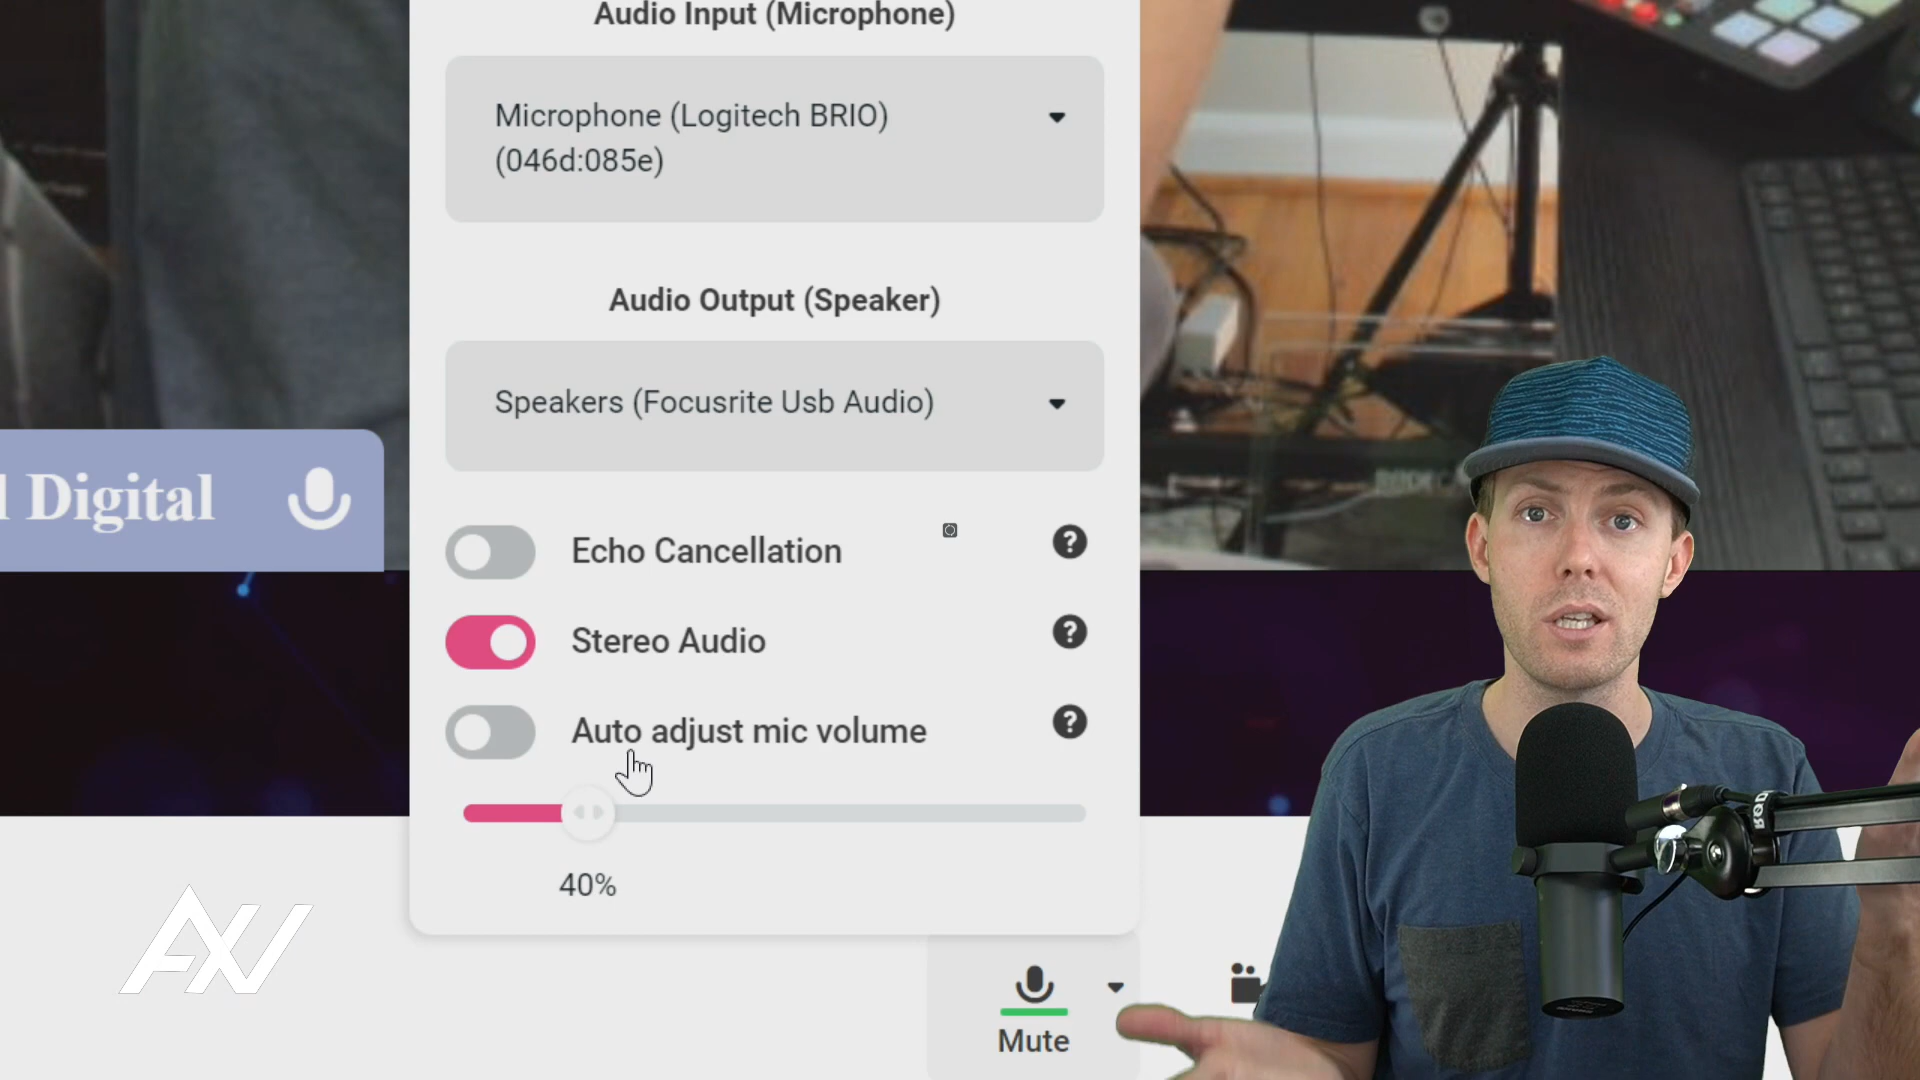 Audio Input (Microphone)
Microphone (Logitech BRIO)
(046d:085e)
Audio Output (Speaker)
Speakers (Focusrite Usb Audio)
l Digital
Echo Cancellation
?
Stereo Audio
?
Auto adjust mic volume
?
40%
RØD
Mute